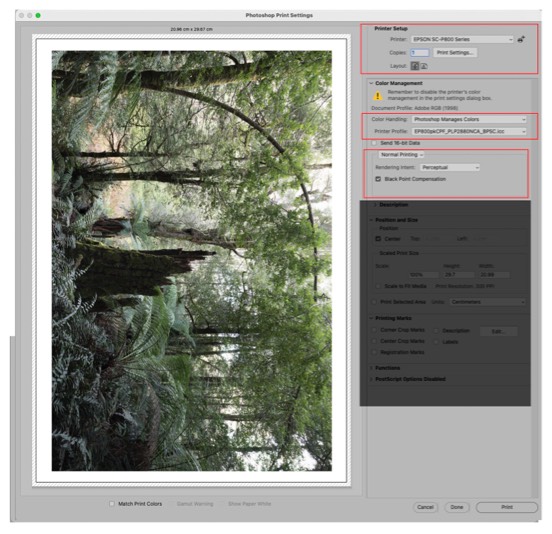 Photoshop Print Settings
20.98 cm x 29.67 cm
Printer Setup
Printer: EPSON SC-P800 Series
Copies: 1 Print Settings...
Layout:
Color Management
Remember to disable the printer's color
management in the print settings dialog box.
Document Profile: Adobe RGB (1998)
Color Handling: Photoshop Manages Colors
Printer Profile:
Send 16-bit Data
Normal Printing
Rendering Intent: Perceptual
Black Point Compensation
Description
Position and Size
Position
Center Top: Left:
Scaled Print Size
Scale: Height: Width:
100% 29.7 20.99
Scale to Fit Media Print Resolution: 300 PPI
Print Selected Area Units: Centimeters
Printing Marks
Corner Crop Marks Description Edit...
Center Crop Marks Labels
Registration Marks
Functions
PostScript Options Disabled
Match Print Colors Gamut Warning Show Paper White
Cancel Done Print